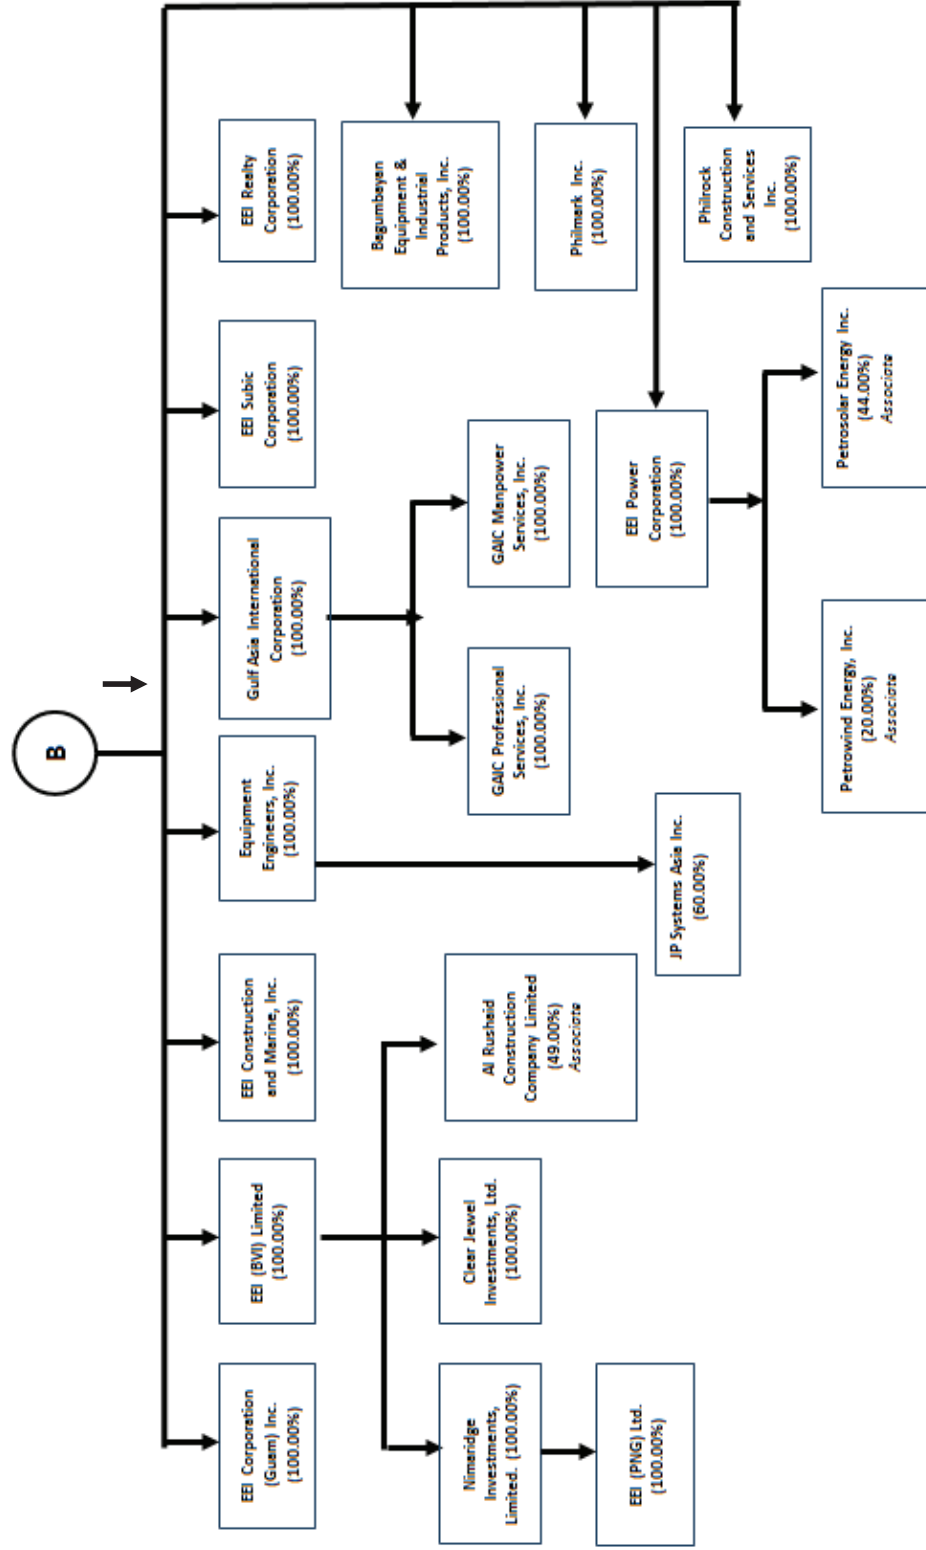 B
EEI Corporation
(Guam) Inc.
(100.00%)
EEI (BVI) Limited
(100.00%)
EEI Construction
and Marine, Inc.
(100.00%)
Equipment
Engineers, Inc.
(100.00%)
Gulf Asia International
Corporation
(100.00%)
EEI Subic
Corporation
(100.00%)
EEI Realty
Corporation
(100.00%)
Bagumbayan
Equipment &
Industrial
Products, Inc.
(100.00%)
Nimaridge
Investments,
Limited. (100.00%)
Clear Jewel
Investments, Ltd.
(100.00%)
Al Rushaid
Construction
Company Limited
(49.00%)
Associate
GAIC Professional
Services, Inc.
(100.00%)
GAIC Manpower
Services, Inc.
(100.00%)
Philmark Inc.
(100.00%)
EEI (PNG) Ltd.
(100.00%)
JP Systems Asia Inc.
(60.00%)
EEI Power
Corporation
(100.00%)
Philrock
Construction
and Services
Inc.
(100.00%)
Petrowind Energy, Inc.
(20.00%)
Associate
Petrosolar Energy Inc.
(44.00%)
Associate